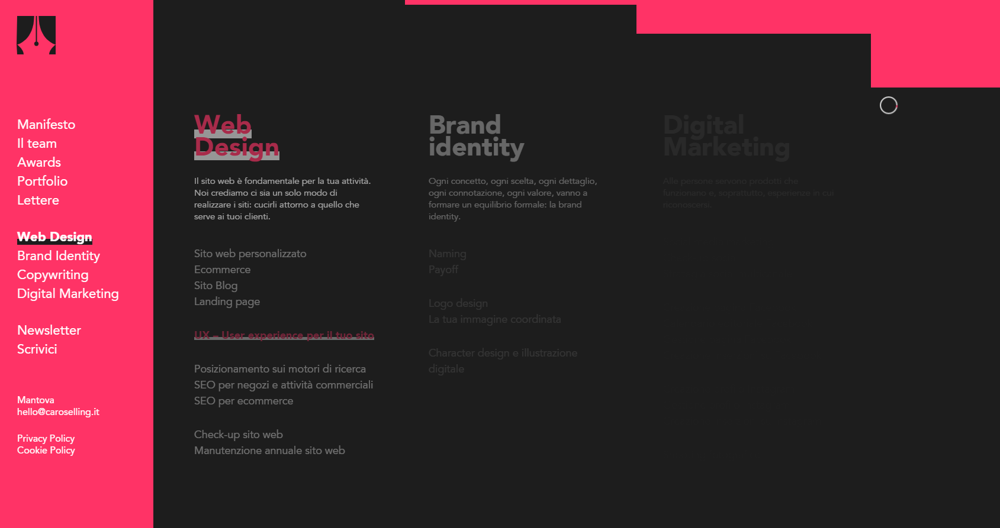 Manifesto
Il team
Awards
Portfolio
Lettere
Web Design
Brand Identity
Copywriting
Digital Marketing
Newsletter
Scrivici
Mantova
hello@caroselling.it
Privacy Policy
Cookie Policy
Web
Design
Il sito web è fondamentale per la tua attività.
Noi crediamo ci sia un solo modo di
realizzare i siti: cucirli attorno a quello che
serve ai tuoi clienti.
Sito web personalizzato
Ecommerce
Sito Blog
Landing page
UX – User experience per il tuo sito
Posizionamento sui motori di ricerca
SEO per negozi e attività commerciali
SEO per ecommerce
Check-up sito web
Manutenzione annuale sito web
Brand
identity
Ogni concetto, ogni scelta, ogni dettaglio,
ogni connotazione, ogni valore, vanno a
formare un equilibrio formale: la brand
identity.
Naming
Payoff
Logo design
La tua immagine coordinata
Character design e illustrazione
digitale
Digital
Marketing
Alle persone servono prodotti che
funzionano e, soprattutto, esperienze in cui
riconoscersi.